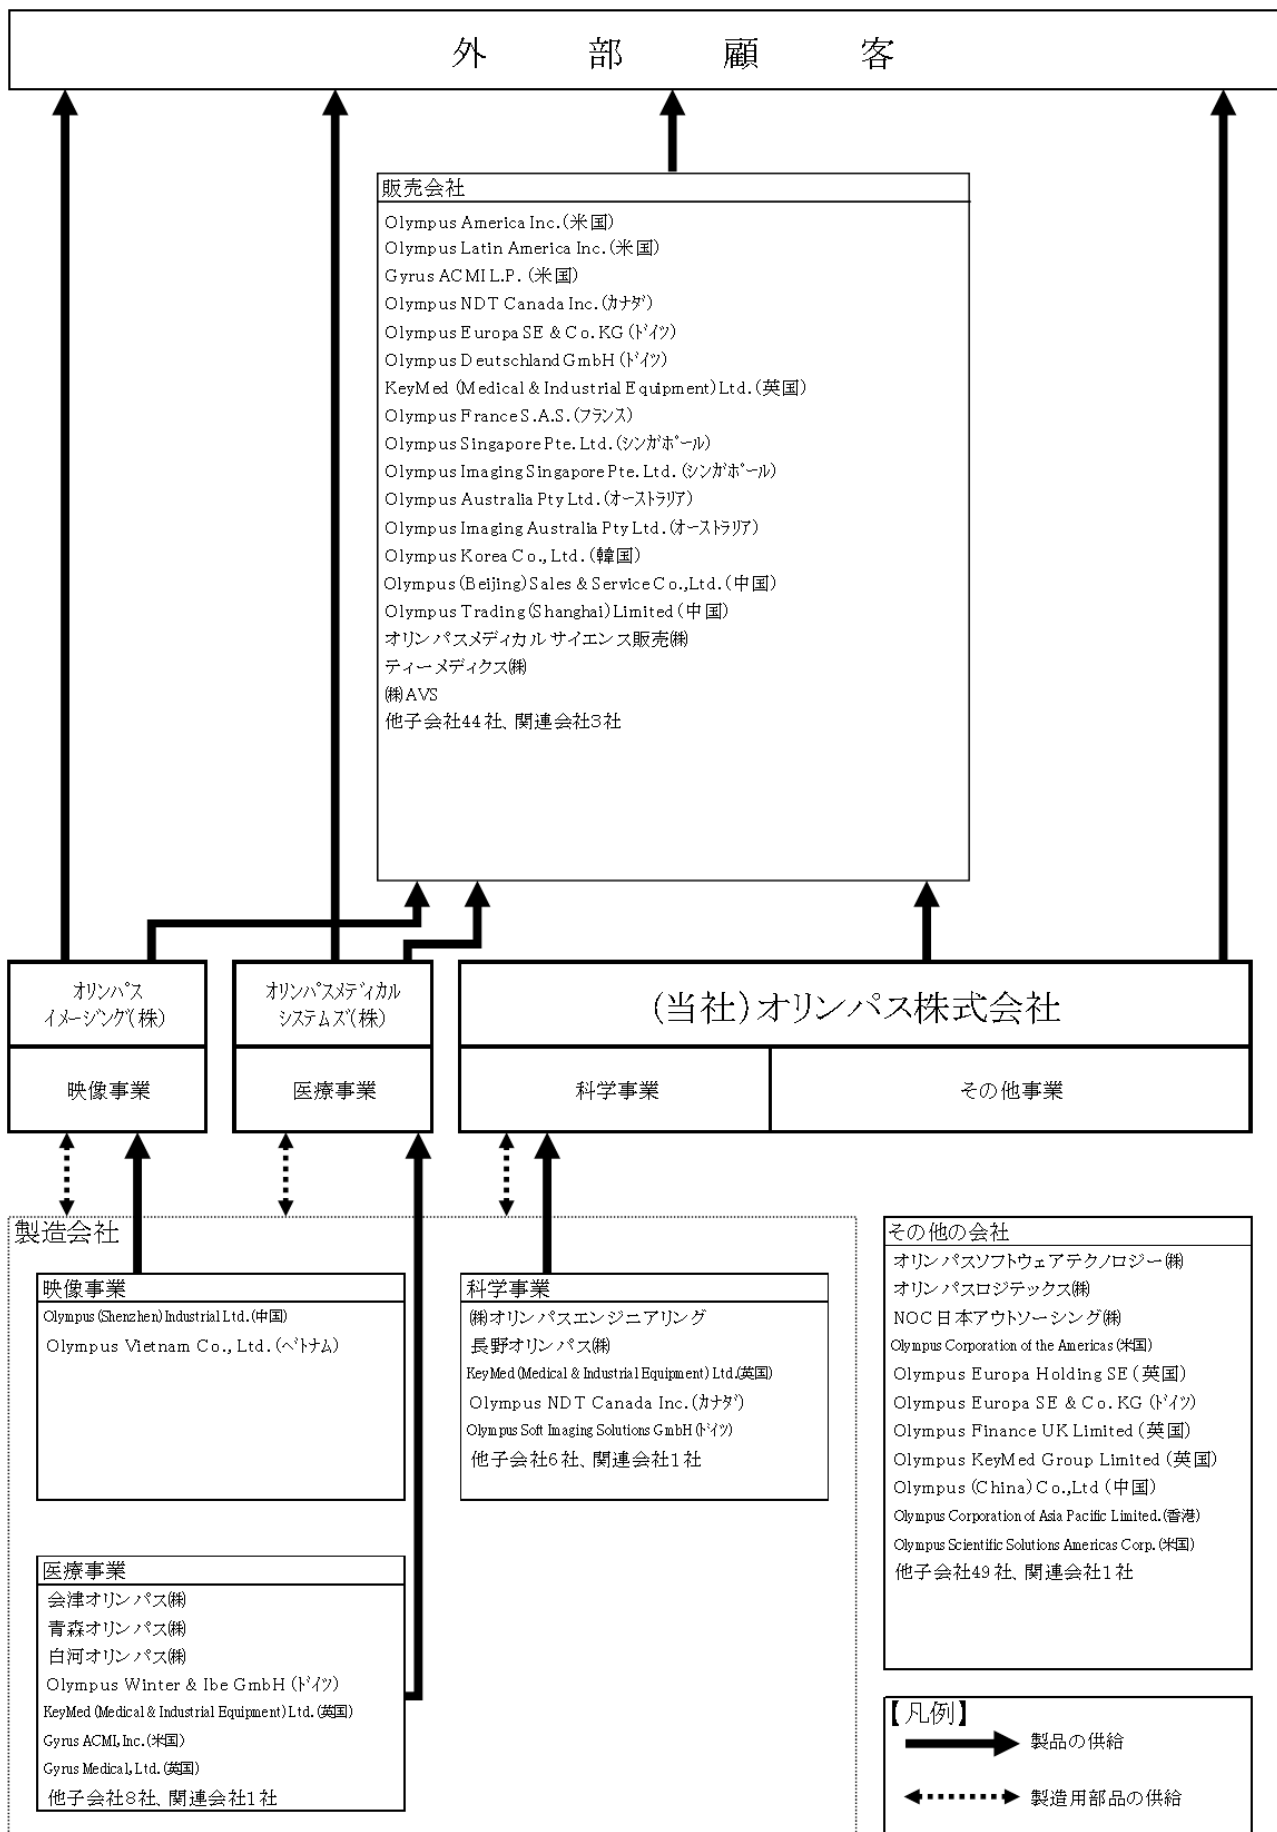 外部顧客
販売会社
Olympus America Inc.(米国)
Olympus Latin America Inc.(米国)
Gyrus ACMI L.P. (米国)
Olympus NDT Canada Inc.(ｶﾅﾀﾞ)
Olympus Europa SE & Co. KG (ﾄﾞｲﾂ)
Olympus Deutschland GmbH (ﾄﾞｲﾂ)
KeyMed (Medical & Industrial Equipment) Ltd.(英国)
Olympus France S.A.S.(ﾌﾗﾝｽ)
Olympus Singapore Pte. Ltd.(ｼﾝｶﾞﾎﾟｰﾙ)
Olympus Imaging Singapore Pte. Ltd. (ｼﾝｶﾞﾎﾟｰﾙ)
Olympus Australia Pty Ltd.(ｵｰｽﾄﾗﾘｱ)
Olympus Imaging Australia Pty Ltd.(ｵｰｽﾄﾗﾘｱ)
Olympus Korea Co., Ltd. (韓国)
Olympus (Beijing) Sales & Service Co.,Ltd.(中国)
Olympus Trading (Shanghai) Limited (中国)
オリンパスメディカルサイエンス販売㈱
ティーメディクス㈱
㈱AVS
他子会社44社、関連会社3社
ｵﾘﾝﾊﾟｽ
ｲﾒｰｼﾞﾝｸﾞ(株)
映像事業
ｵﾘﾝﾊﾟｽﾒﾃﾞｨｶﾙ
ｼｽﾃﾑｽﾞ(株)
医療事業
(当社)オリンパス株式会社
科学事業
その他事業
製造会社
映像事業
Olympus (Shenzhen) Industrial Ltd.(中国)
Olympus Vietnam Co., Ltd. (ﾍﾞﾄﾅﾑ)
科学事業
㈱オリンパスエンジニアリング
長野オリンパス㈱
KeyMed (Medical & Industrial Equipment) Ltd.(英国)
Olympus NDT Canada Inc. (ｶﾅﾀﾞ)
Olympus Soft Imaging Solutions GmbH (ﾄﾞｲﾂ)
他子会社6社、関連会社1社
医療事業
会津オリンパス㈱
青森オリンパス㈱
白河オリンパス㈱
Olympus Winter & Ibe GmbH (ﾄﾞｲﾂ)
KeyMed (Medical & Industrial Equipment) Ltd. (英国)
Gyrus ACMI, Inc. (米国)
Gyrus Medical, Ltd. (英国)
他子会社8社、関連会社1社
その他の会社
オリンパスソフトウェアテクノロジー㈱
オリンパスロジテックス㈱
NOC日本アウトソーシング㈱
Olympus Corporation of the Americas (米国)
Olympus Europa Holding SE (英国)
Olympus Europa SE & Co. KG (ﾄﾞｲﾂ)
Olympus Finance UK Limited (英国)
Olympus KeyMed Group Limited (英国)
Olympus (China) Co.,Ltd (中国)
Olympus Corporation of Asia Pacific Limited.(香港)
Olympus Scientific Solutions Americas Corp. (米国)
他子会社49社、関連会社1社
【凡例】
製品の供給
製造用部品の供給